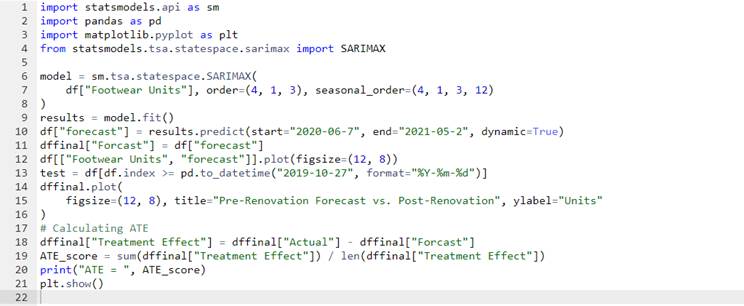 1 import statsmodels.api as sm
2 import pandas as pd
3 import matplotlib.pyplot as plt
4 from statsmodels.tsa.statespace.sarimax import SARIMAX
5
6 model = sm.tsa.statespace.SARIMAX(
7     df["Footwear Units"], order=(4, 1, 3), seasonal_order=(4, 1, 3, 12)
8 )
9 results = model.fit()
10 df["forecast"] = results.predict(start="2020-06-7", end="2021-05-2", dynamic=True)
11 dffinal["Forcast"] = df["forecast"]
12 df[["Footwear Units", "forecast"]].plot(figsize=(12, 8))
13 test = df[df.index >= pd.to_datetime("2019-10-27", format="%Y-%m-%d")]
14 dffinal.plot(
15     figsize=(12, 8), title="Pre-Renovation Forecast vs. Post-Renovation", ylabel="Units"
16 )
17 # Calculating ATE
18 dffinal["Treatment Effect"] = dffinal["Actual"] - dffinal["Forcast"]
19 ATE_score = sum(dffinal["Treatment Effect"]) / len(dffinal["Treatment Effect"])
20 print("ATE = ", ATE_score)
21 plt.show()
22